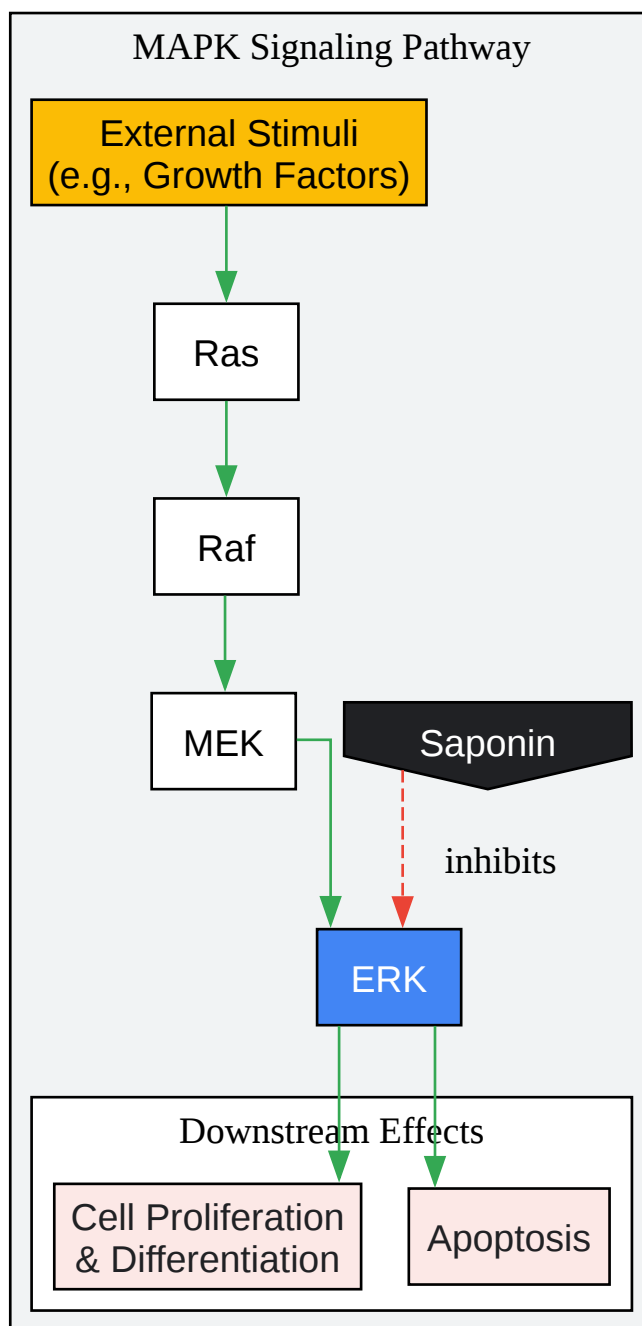 MAPK Signaling Pathway
External Stimuli
(e.g., Growth Factors)
Ras
Raf
MEK
Saponin
inhibits
ERK
Downstream Effects
Cell Proliferation
& Differentiation
Apoptosis